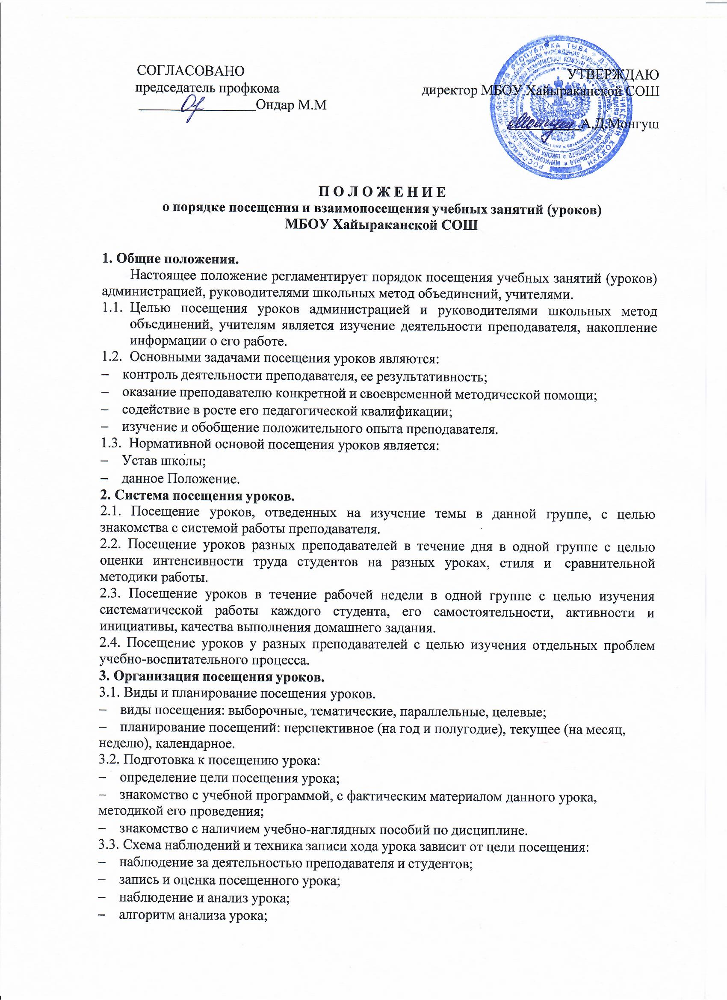 СОГЛАСОВАНО
председатель профкома
________________Ондар М.М
УТВЕРЖДАЮ
директор МБОУ Хайыраканской СОШ
__________А.Д.Монгуш
РЕСПУБЛИКА ТЫВА
П О Л О Ж Е Н И Е
о порядке посещения и взаимопосещения учебных занятий (уроков)
МБОУ Хайыраканской СОШ
1. Общие положения.
Настоящее положение регламентирует порядок посещения учебных занятий (уроков)
администрацией, руководителями школьных метод объединений, учителями.
1.1. Целью посещения уроков администрацией и руководителями школьных метод
объединений, учителям является изучение деятельности преподавателя, накопление
информации о его работе.
1.2. Основными задачами посещения уроков являются:
– контроль деятельности преподавателя, ее результативность;
– оказание преподавателю конкретной и своевременной методической помощи;
– содействие в росте его педагогической квалификации;
– изучение и обобщение положительного опыта преподавателя.
1.3. Нормативной основой посещения уроков является:
– Устав школы;
– данное Положение.
2. Система посещения уроков.
2.1. Посещение уроков, отведенных на изучение темы в данной группе, с целью
знакомства с системой работы преподавателя.
2.2. Посещение уроков разных преподавателей в течение дня в одной группе с целью
оценки интенсивности труда студентов на разных уроках, стиля и сравнительной
методики работы.
2.3. Посещение уроков в течение рабочей недели в одной группе с целью изучения
систематической работы каждого студента, его самостоятельности, активности и
инициативы, качества выполнения домашнего задания.
2.4. Посещение уроков у разных преподавателей с целью изучения отдельных проблем
учебно-воспитательного процесса.
3. Организация посещения уроков.
3.1. Виды и планирование посещения уроков.
– виды посещения: выборочные, тематические, параллельные, целевые;
– планирование посещений: перспективное (на год и полугодие), текущее (на месяц,
неделю), календарное.
3.2. Подготовка к посещению урока:
– определение цели посещения урока;
– знакомство с учебной программой, с фактическим материалом данного урока,
методикой его проведения;
– знакомство с наличием учебно-наглядных пособий по дисциплине.
3.3. Схема наблюдений и техника записи хода урока зависит от цели посещения:
– наблюдение за деятельностью преподавателя и студентов;
– запись и оценка посещенного урока;
– наблюдение и анализ урока;
– алгоритм анализа урока;